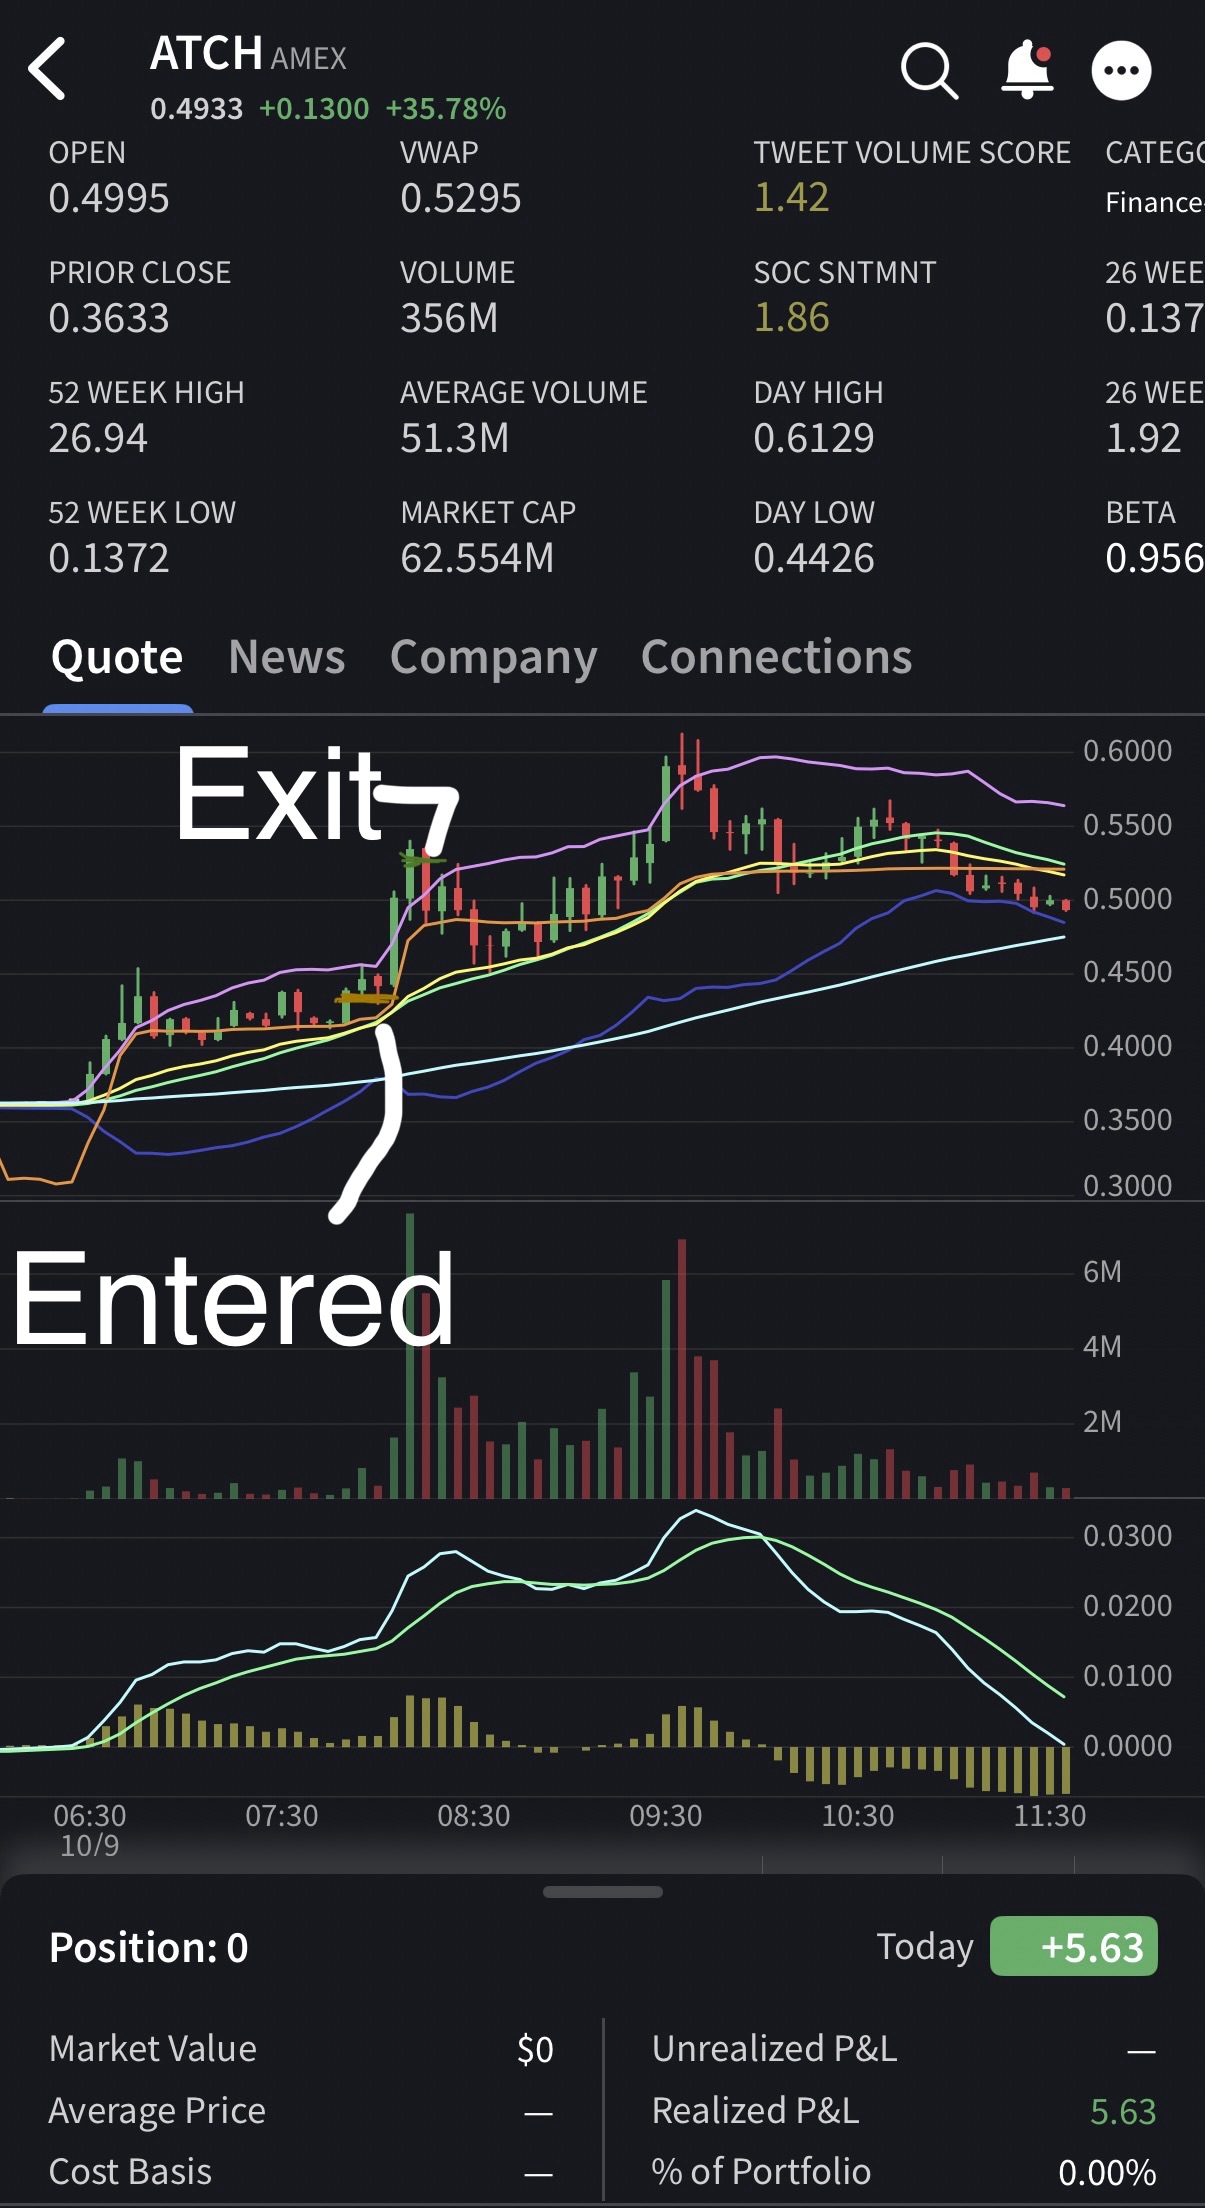 ATCH AMEX
0.4933 +0.1300 +35.78%
OPEN VWAP TWEET VOLUME SCORE CATEG
0.4995 0.5295 1.42 Finance
PRIOR CLOSE VOLUME SOC SNTMNT 26 WEE
0.3633 356M 1.86 0.137
52 WEEK HIGH AVERAGE VOLUME DAY HIGH 26 WEE
26.94 51.3M 0.6129 1.92
52 WEEK LOW MARKET CAP DAY LOW BETA
0.1372 62.554M 0.4426 0.956
Quote News Company Connections
Exit
0.6000
0.5500
0.5000
0.4500
0.4000
0.3500
0.3000
Entered
6M
4M
2M
0.0300
0.0200
0.0100
0.0000
06:30 07:30 08:30 09:30 10:30 11:30
10/9
Position: 0 Today +5.63
Market Value $0 Unrealized P&L —
Average Price — Realized P&L 5.63
Cost Basis — % of Portfolio 0.00%